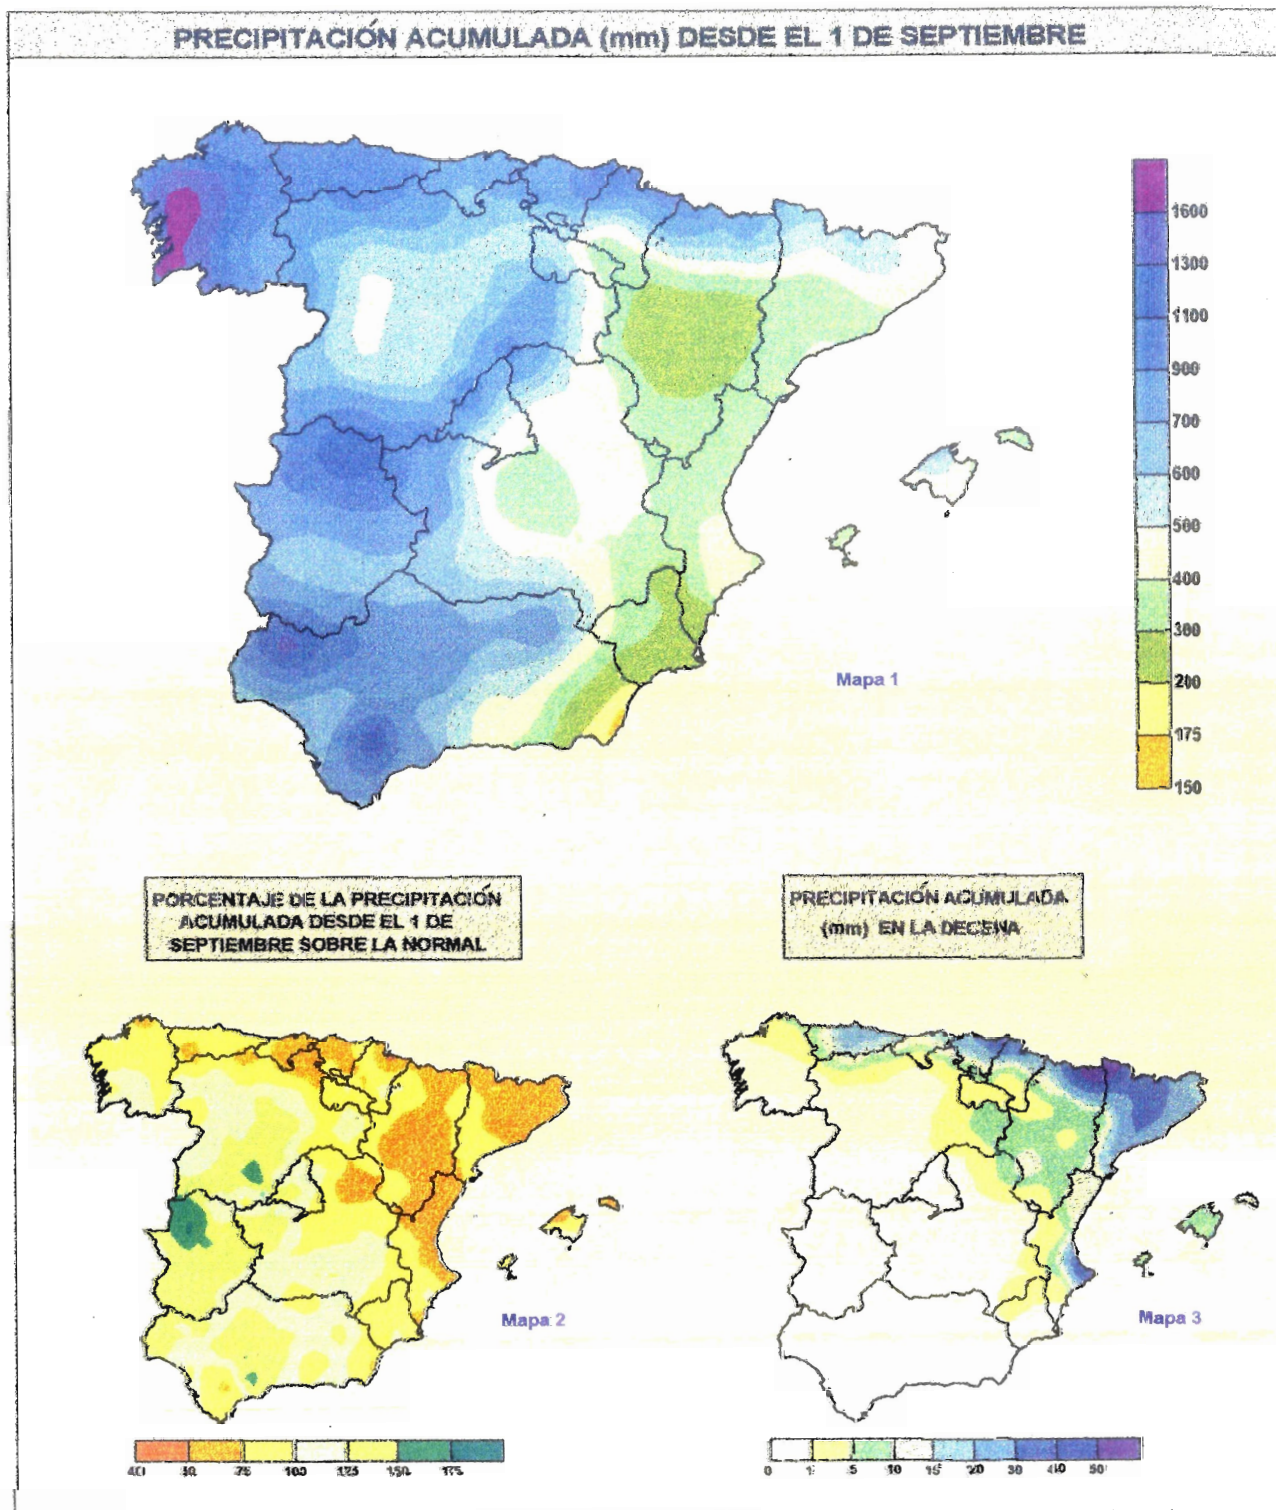 PRECIPITACIÓN ACUMULADA (mm) DESDE EL 1 DE SEPTIEMBRE
1600
1300
1100
900
700
600
500
400
300
200
175
150
Mapa 1
PORCENTAJE DE LA PRECIPITACIÓN
ACUMULADA DESDE EL 1 DE
SEPTIEMBRE SOBRE LA NORMAL
PRECIPITACIÓN ACUMULADA
(mm) EN LA DECENA
Mapa 2
Mapa 3
40 50 75 100 125 150 175
0 1 5 10 15 20 30 40 50